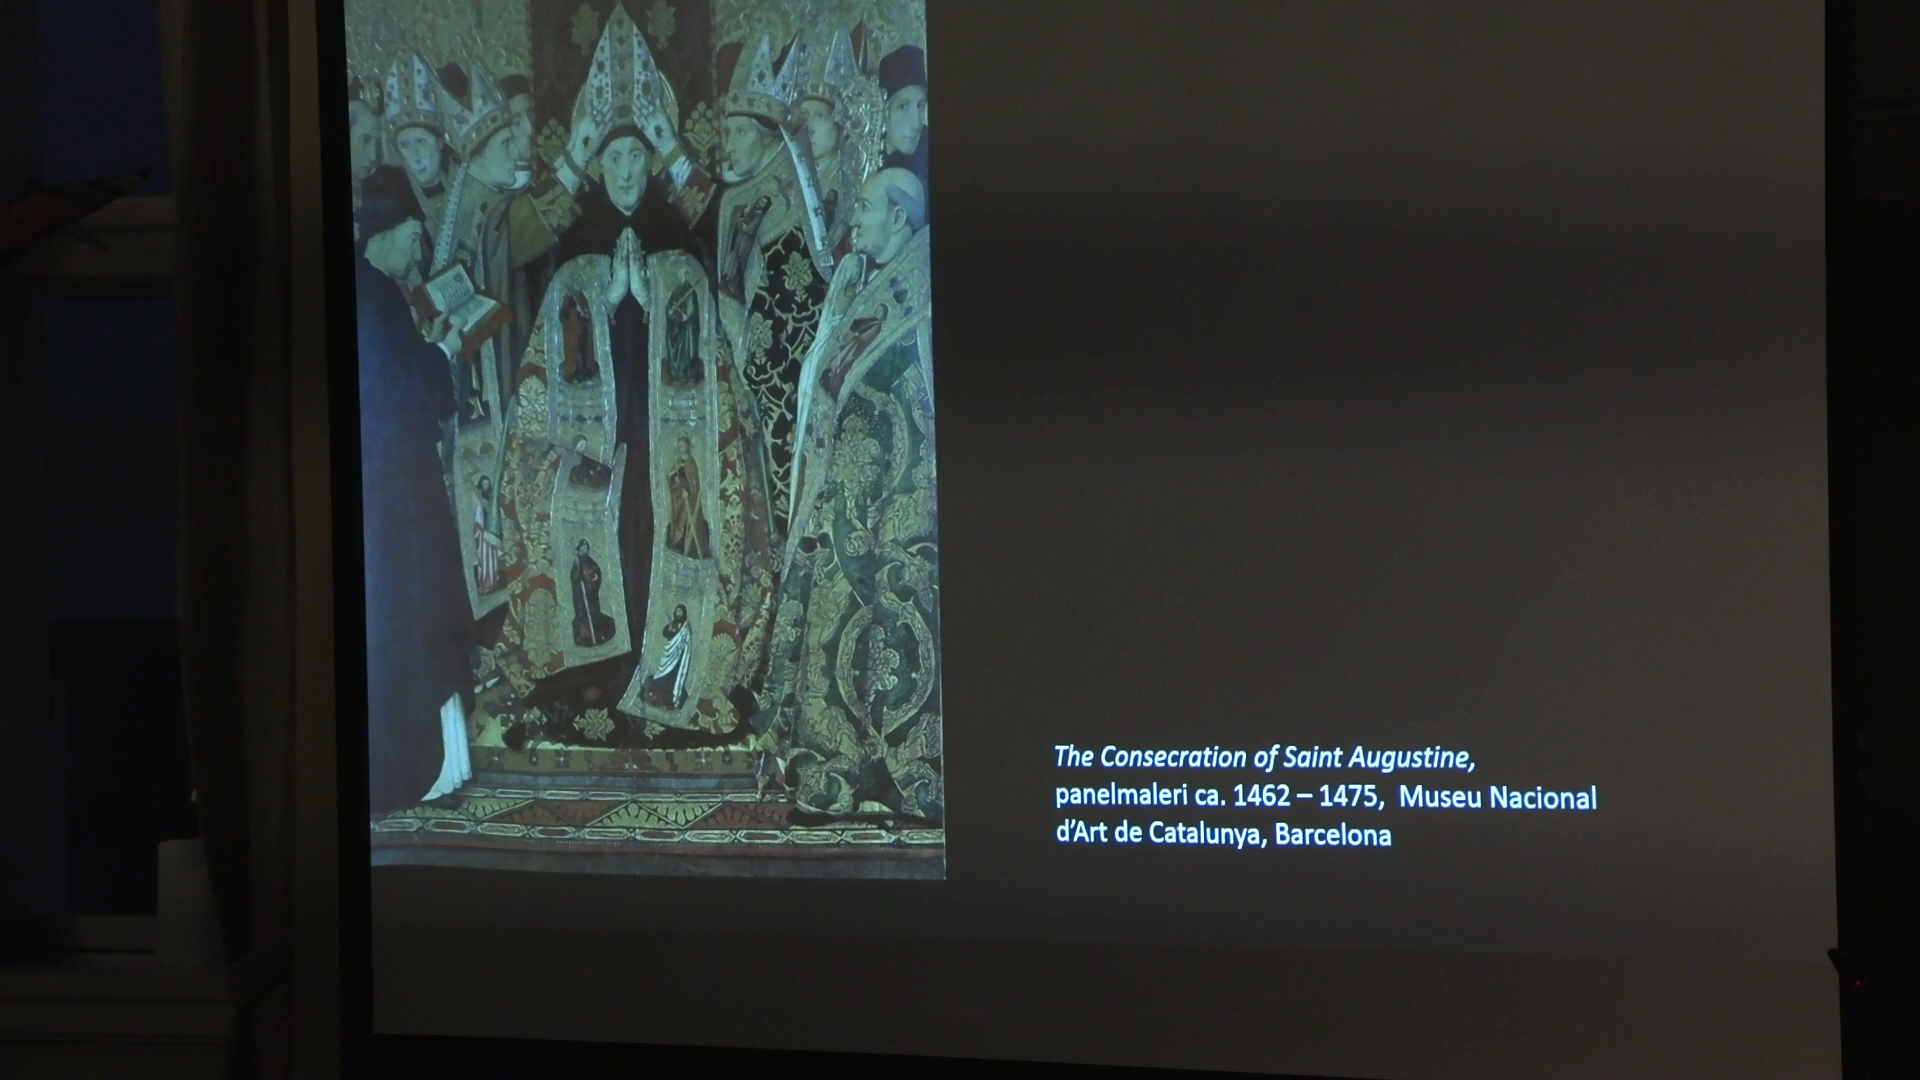 The Consecration of Saint Augustine,
panelmaleri ca. 1462 – 1475, Museu Nacional
d'Art de Catalunya, Barcelona